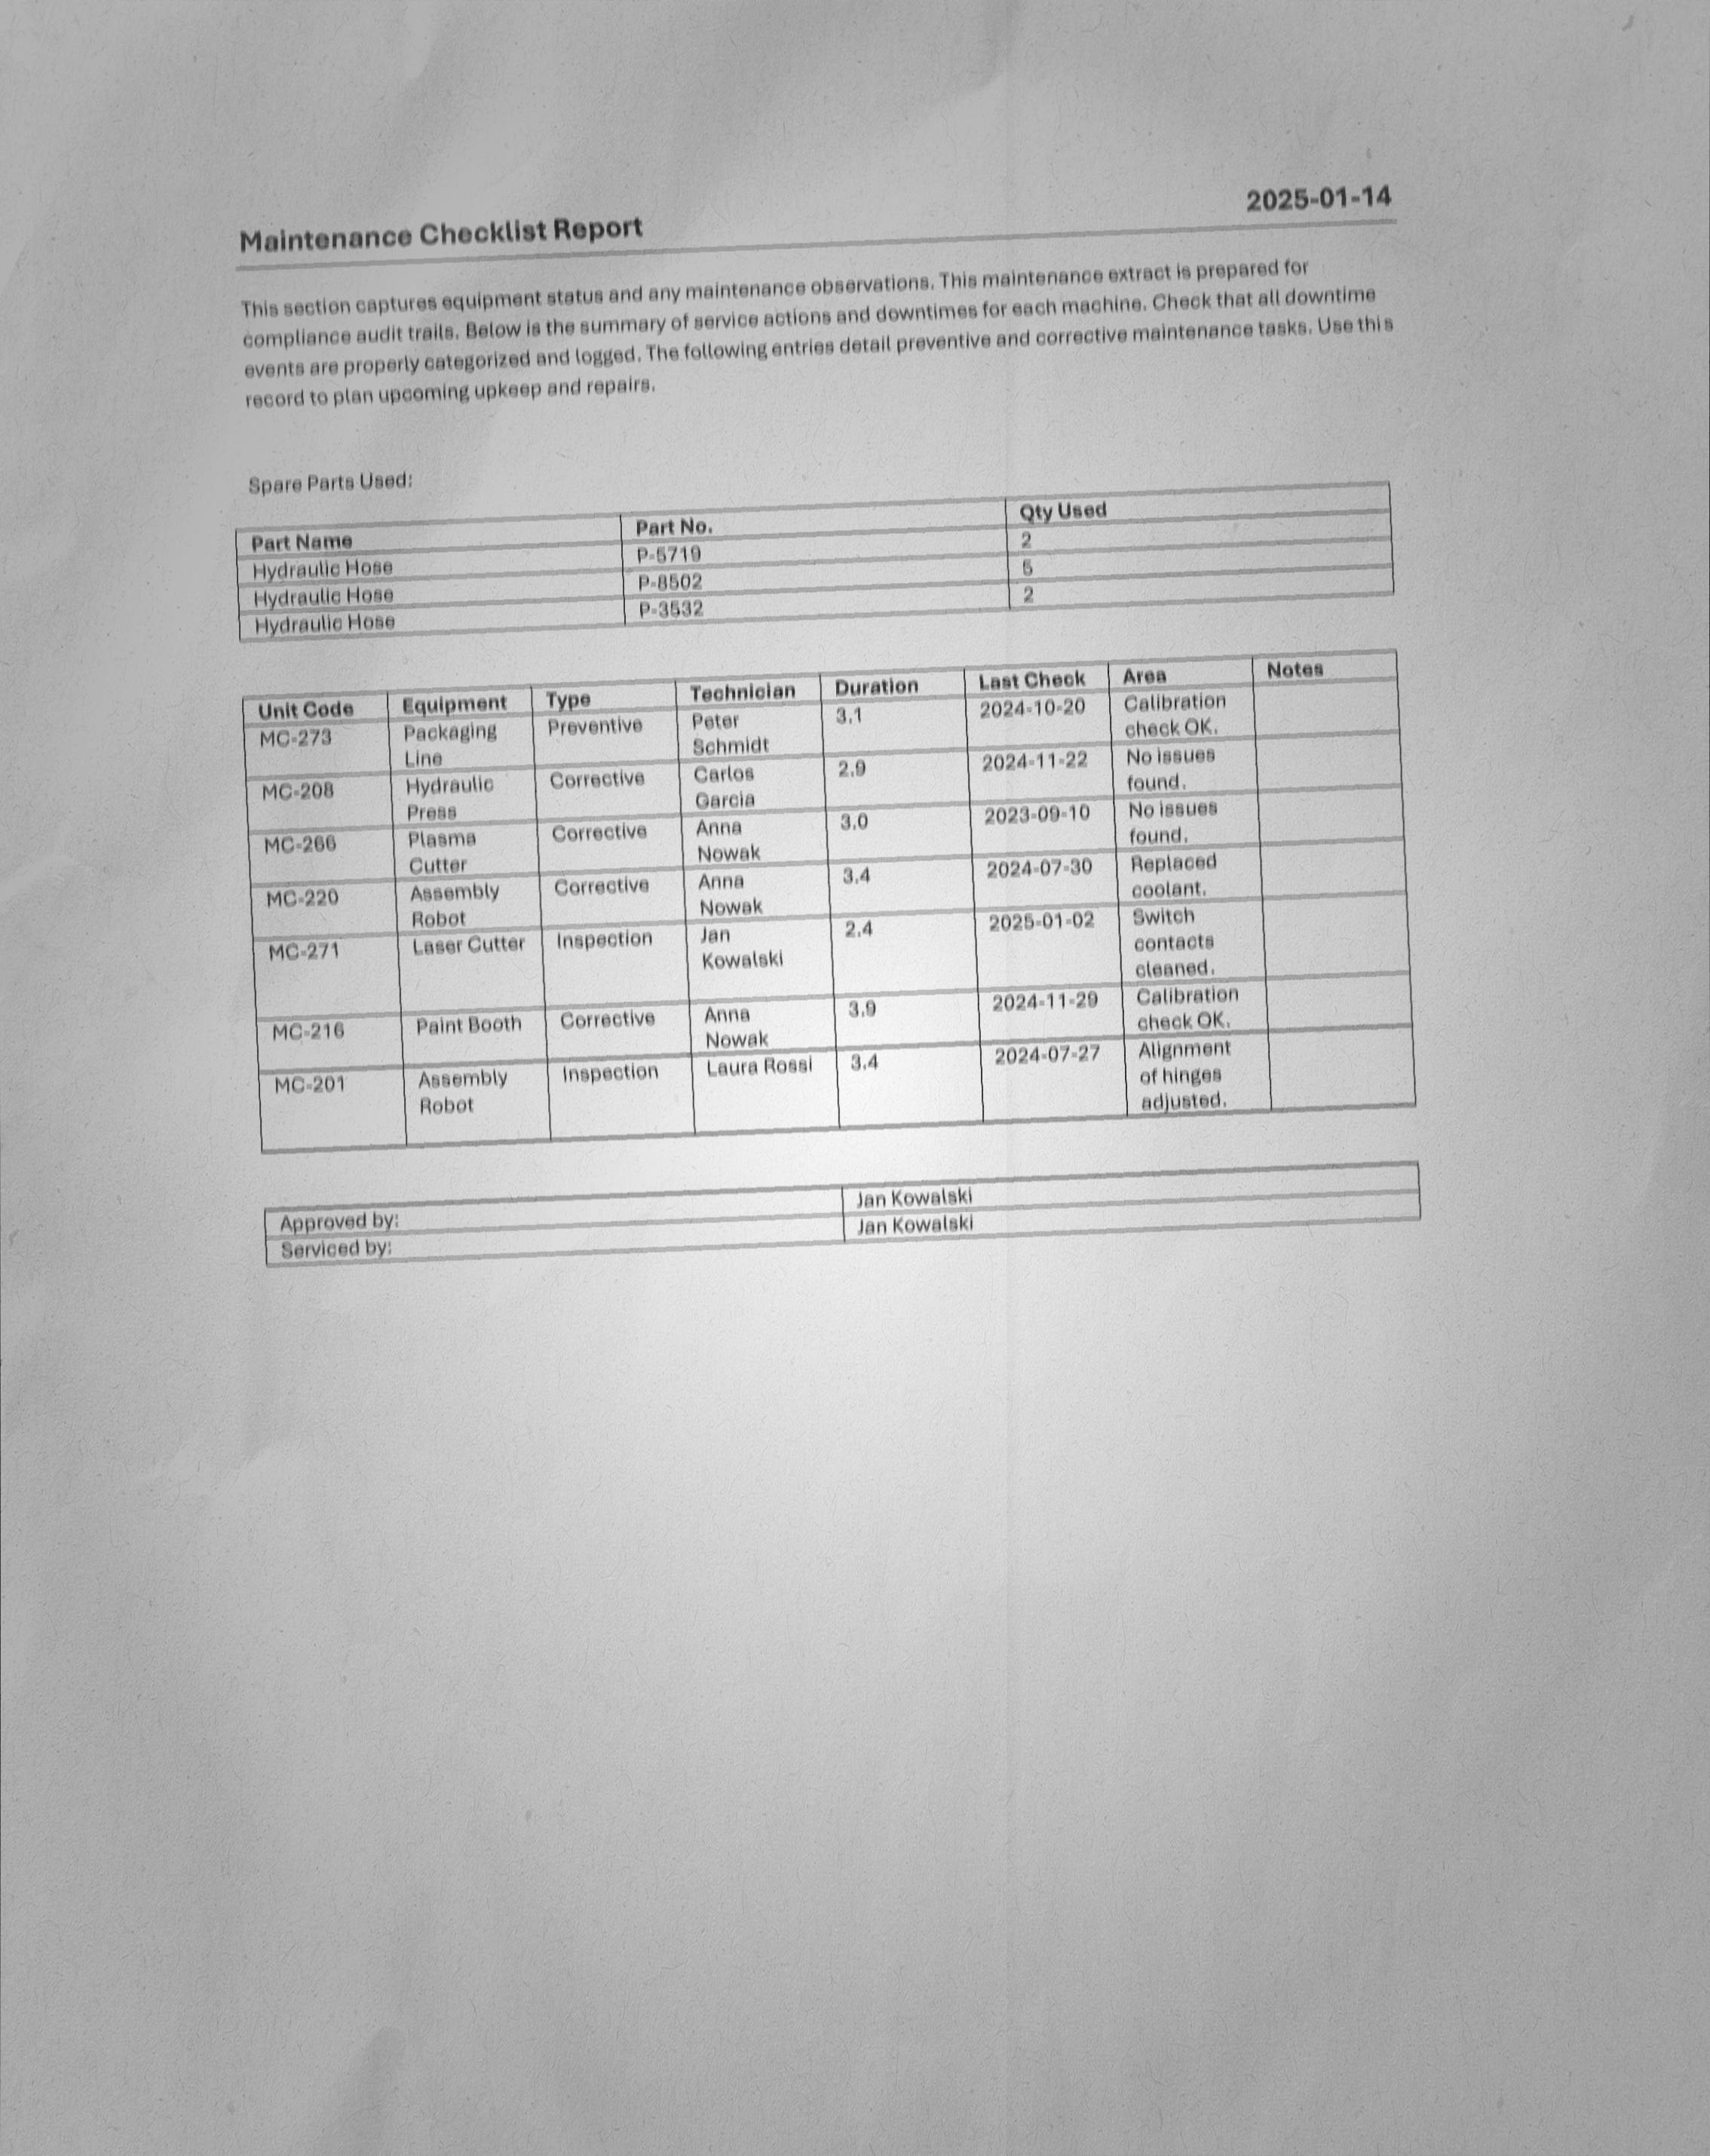 Maintenance Checklist Report
2025-01-14
This section captures equipment status and any maintenance observations. This maintenance extract is prepared for
compliance audit trails. Below is the summary of service actions and downtimes for each machine. Check that all downtime
events are properly categorized and logged. The following entries detail preventive and corrective maintenance tasks. Use this
record to plan upcoming upkeep and repairs.
Spare Parts Used:
Part Name Part No. Qty Used
Hydraulic Hose P-5719 2
Hydraulic Hose P-8502 5
Hydraulic Hose P-3532 2
Unit Code Equipment Type Technician Duration Last Check Area Notes
MC-273 Packaging Preventive Peter 3.1 2024-10-20 Calibration
Line Schmidt check OK.
MC-208 Hydraulic Corrective Carlos 2.9 2024-11-22 No issues
Press Garcia found.
MC-266 Plasma Corrective Anna 3.0 2023-09-10 No issues
Cutter Nowak found.
MC-220 Assembly Corrective Anna 3.4 2024-07-30 Replaced
Robot Nowak coolant.
MC-271 Laser Cutter Inspection Jan 2.4 2025-01-02 Switch
Kowalski contacts
cleaned.
MC-216 Paint Booth Corrective Anna 3.9 2024-11-29 Calibration
Nowak check OK.
MC-201 Assembly Inspection Laura Rossi 3.4 2024-07-27 Alignment
Robot of hinges
adjusted.
Approved by: Jan Kowalski
Serviced by: Jan Kowalski